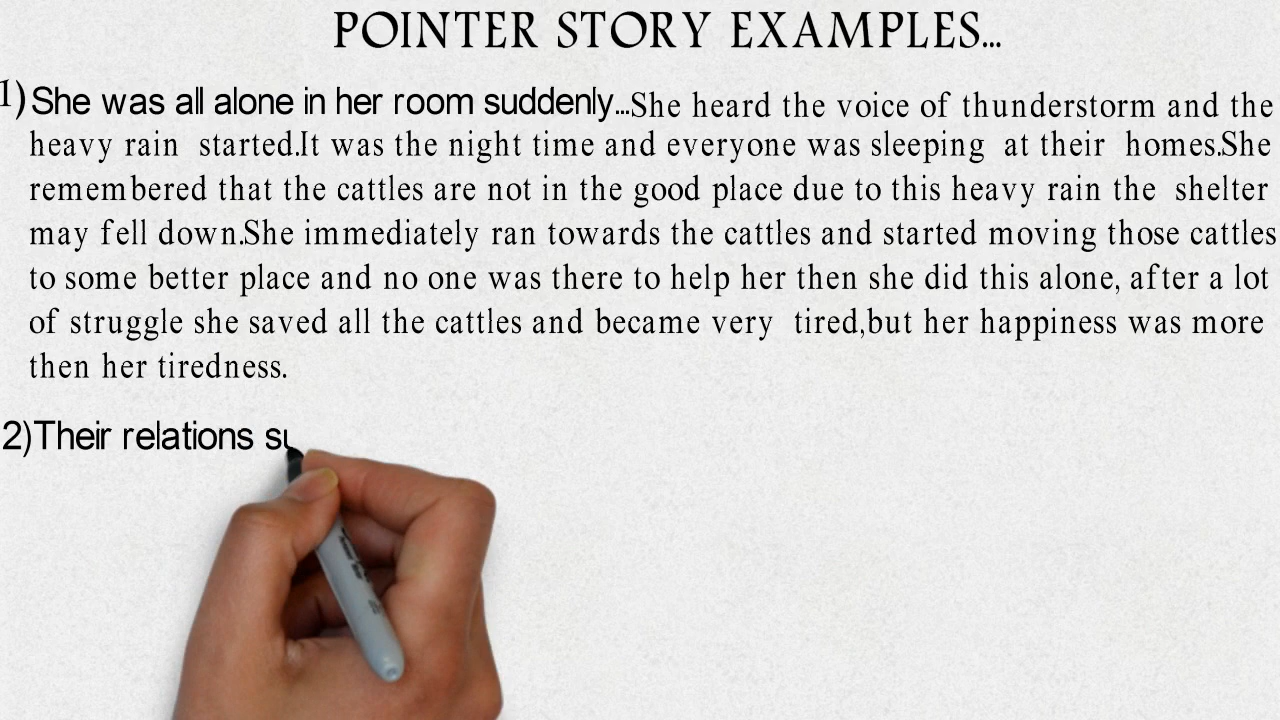 POINTER STORY EXAMPLES...
1) She was all alone in her room suddenly...She heard the voice of thunderstorm and the
heavy rain started.It was the night time and everyone was sleeping at their homes.She
remembered that the cattles are not in the good place due to this heavy rain the shelter
may fell down.She immediately ran towards the cattles and started moving those cattles
to some better place and no one was there to help her then she did this alone, after a lot
of struggle she saved all the cattles and became very tired,but her happiness was more
then her tiredness.
2)Their relations su